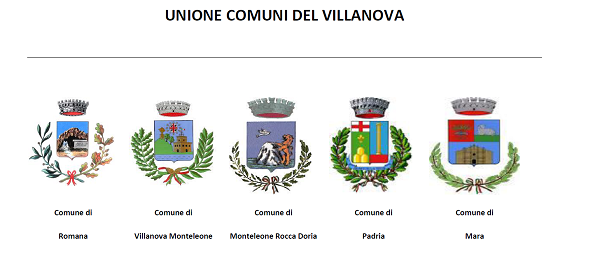 UNIONE COMUNI DEL VILLANOVA
Comune di Comune di Comune di Comune di Comune di
Romana Villanova Monteleone Monteleone Rocca Doria Padria Mara